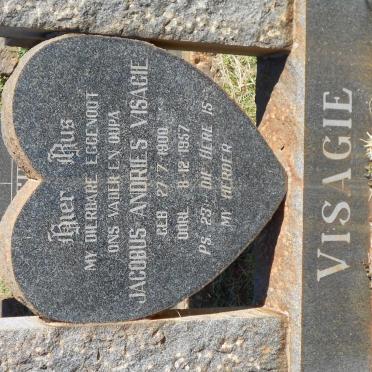 Hier Rus
MY DIERBARE EGGENOOT
ONS VADER EN OUPA
JACOBUS ANDRIES VISAGIE
GEB 27·7·1900
OORL 8·12·1957
PS. 23· DIE HERE IS
MY HERDER
VISAGIE